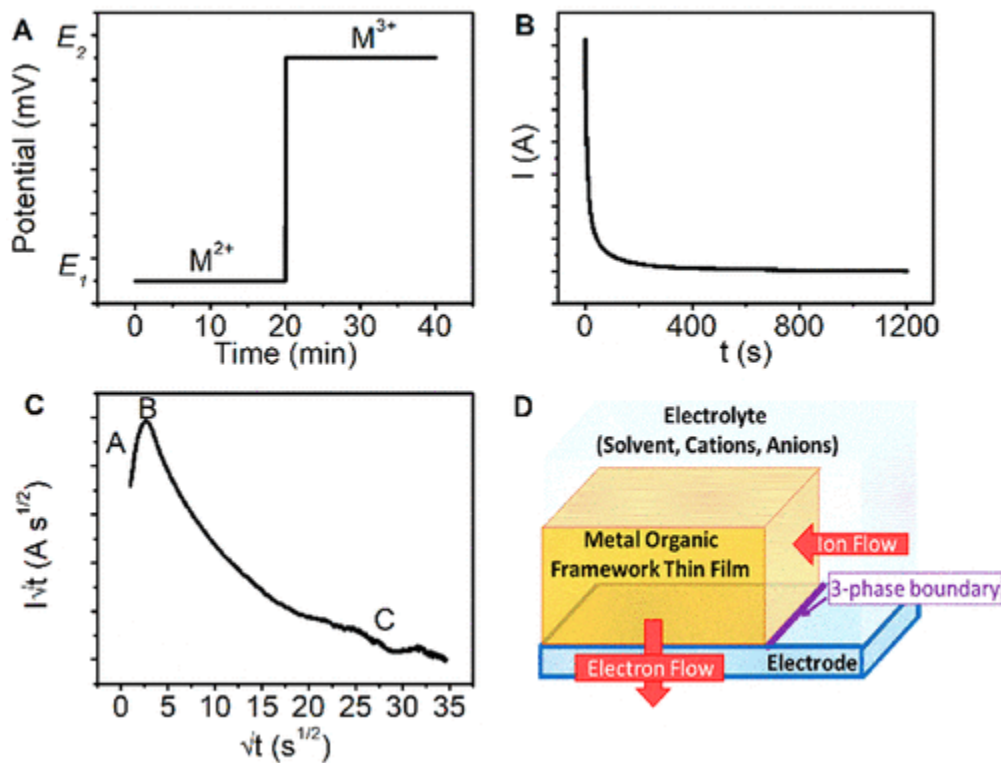 A
E2
M3+
Potential (mV)
M2+
E1
0 10 20 30 40
Time (min)
B
I (A)
0 400 800 1200
t (s)
C
A
B
C
I√t (A s1/2)
0 5 10 15 20 25 30 35
√t (s1/2)
D
Electrolyte
(Solvent, Cations, Anions)
Metal Organic
Framework Thin Film
Ion Flow
3-phase boundary
Electron Flow
Electrode